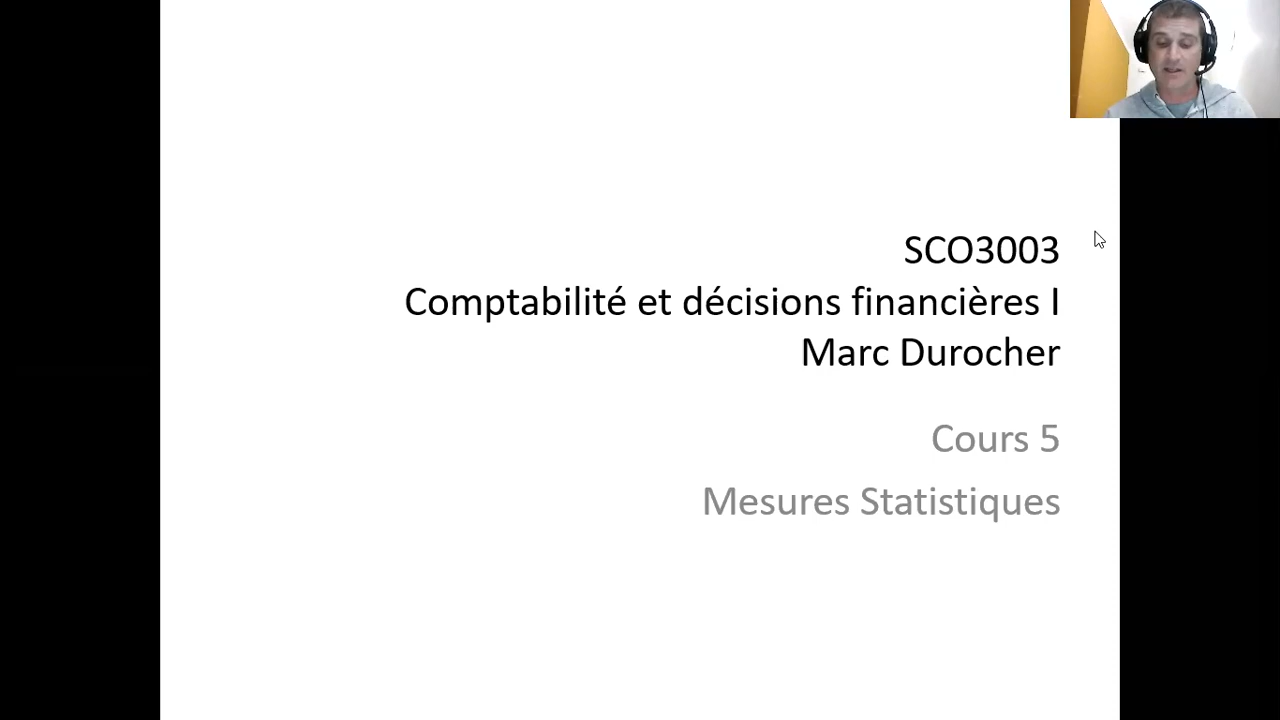 SCO3003
Comptabilité et décisions financières I
Marc Durocher
Cours 5
Mesures Statistiques